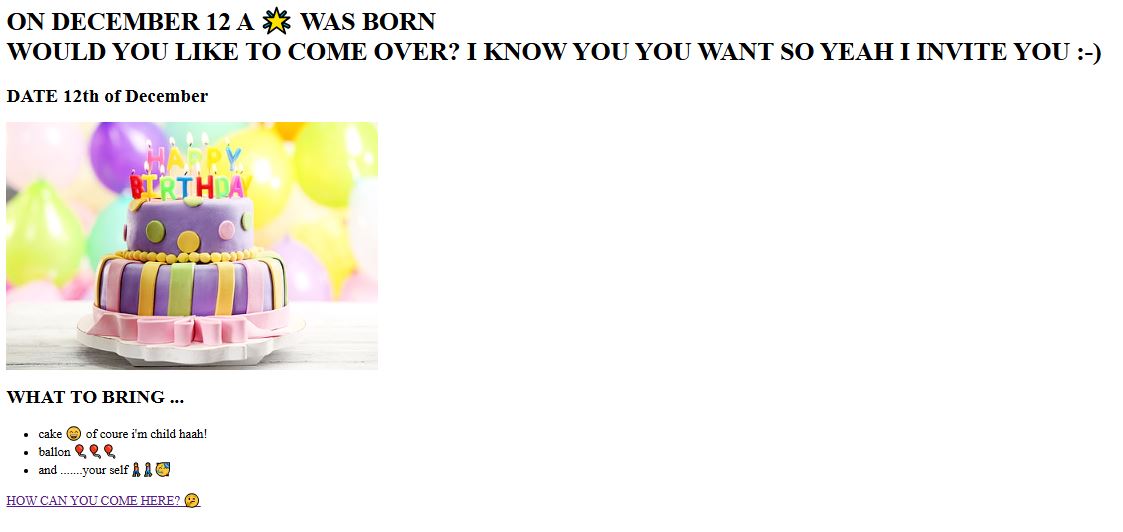 ON DECEMBER 12 A 🌟 WAS BORN
WOULD YOU LIKE TO COME OVER? I KNOW YOU YOU WANT SO YEAH I INVITE YOU :-)
DATE 12th of December
HAPPY
BIRTHDAY
WHAT TO BRING ...
• cake 😄 of coure i'm child haah!
• ballon 🎈🎈🎈
• and .......your self 🧍‍♂️🧍‍♀️🥳
HOW CAN YOU COME HERE? 😕